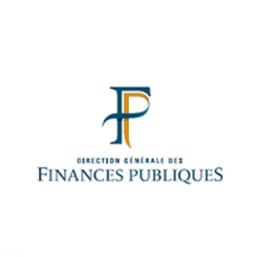 DIRECTION GÉNÉRALE DES
FINANCES PUBLIQUES